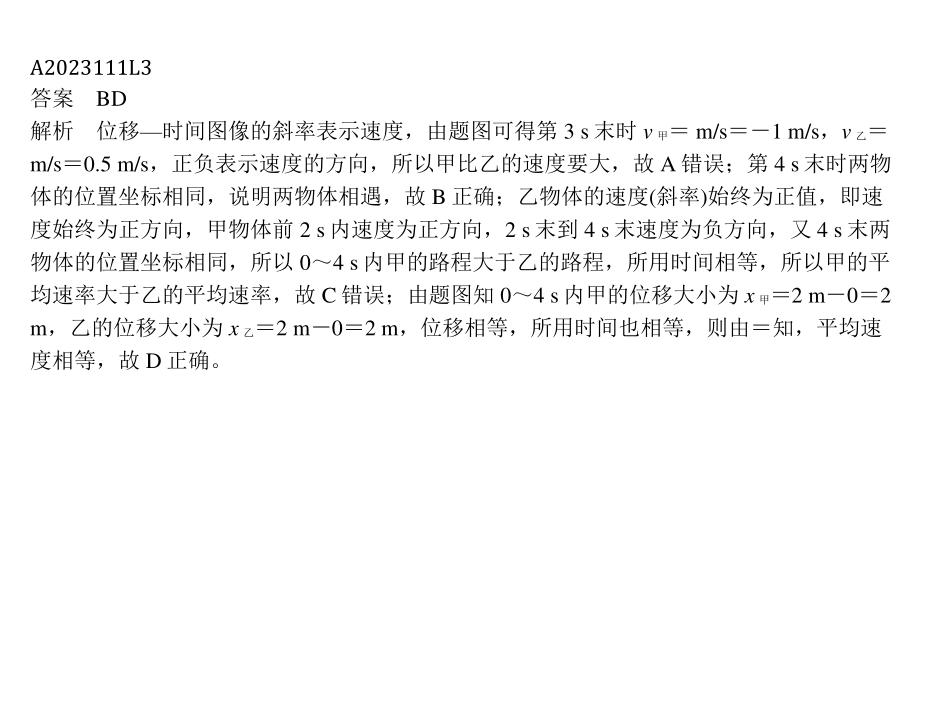 A2023111L3
答案　BD
解析　位移—时间图像的斜率表示速度，由题图可得第 3 s 末时 v 甲＝ m/s＝－1 m/s，v 乙＝
m/s＝0.5 m/s，正负表示速度的方向，所以甲比乙的速度要大，故 A 错误；第 4 s 末时两物
体的位置坐标相同，说明两物体相遇，故 B 正确；乙物体的速度(斜率)始终为正值，即速
度始终为正方向，甲物体前 2 s 内速度为正方向，2 s 末到 4 s 末速度为负方向，又 4 s 末两
物体的位置坐标相同，所以 0～4 s 内甲的路程大于乙的路程，所用时间相等，所以甲的平
均速率大于乙的平均速率，故 C 错误；由题图知 0～4 s 内甲的位移大小为 x 甲＝2 m－0＝2
m，乙的位移大小为 x 乙＝2 m－0＝2 m，位移相等，所用时间也相等，则由＝知，平均速
度相等，故 D 正确。